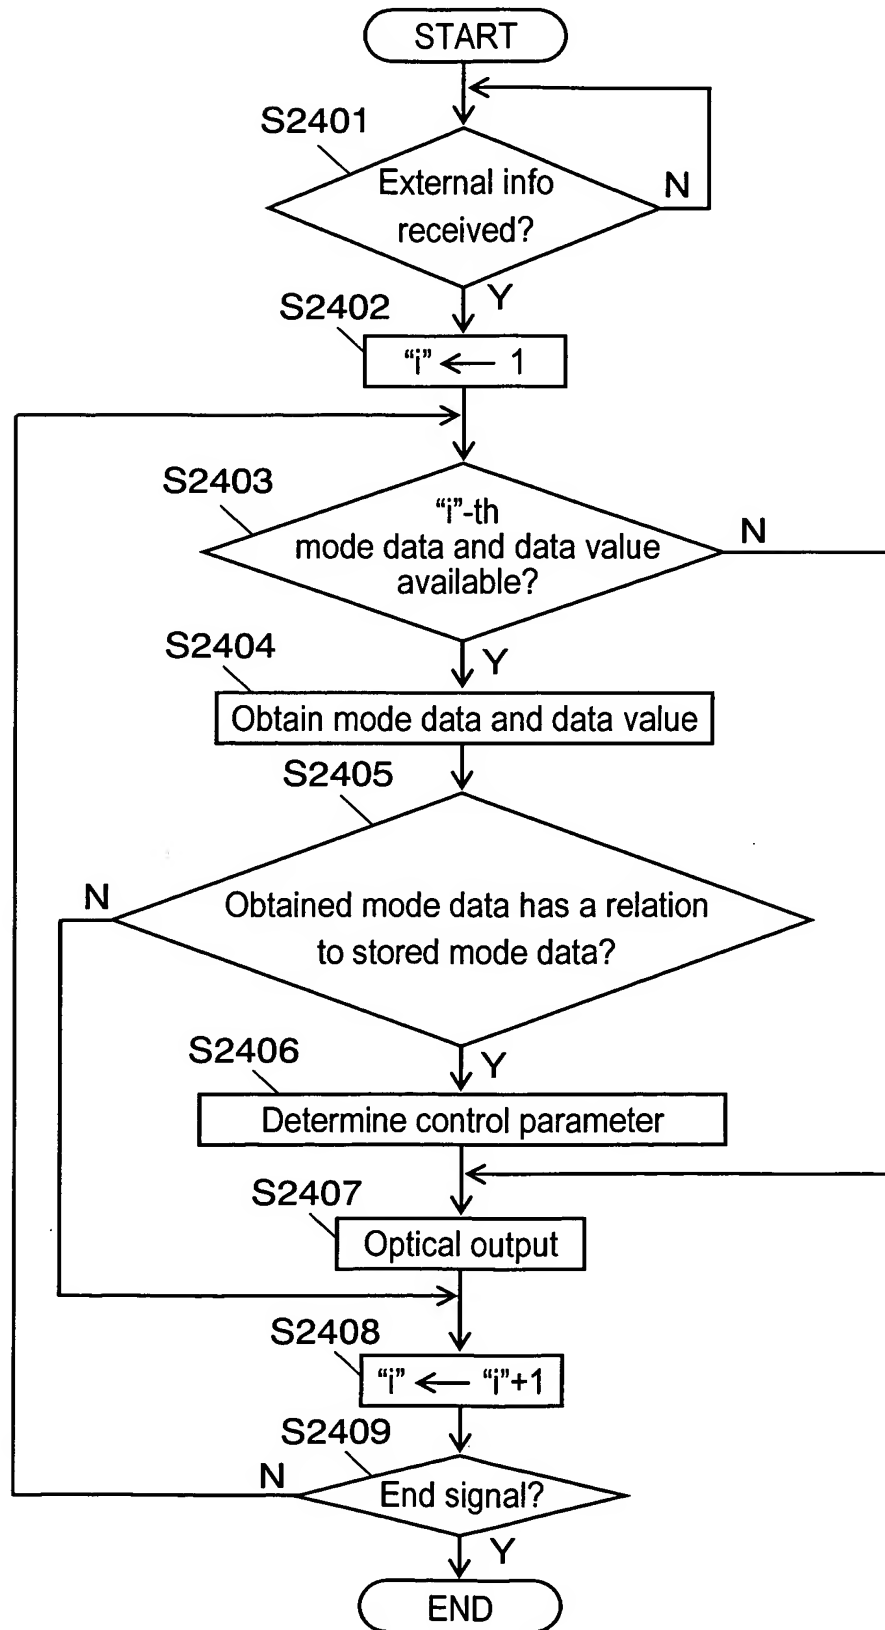 START
S2401
External info
N
received?
Y
S2402
“i” ← 1
S2403
“i”-th
N
mode data and data value
available?
S2404
Y
Obtain mode data and data value
S2405
N
Obtained mode data has a relation
to stored mode data?
S2406
Y
Determine control parameter
S2407
Optical output
S2408
“i” ← “i”+1
S2409
N
End signal?
Y
END